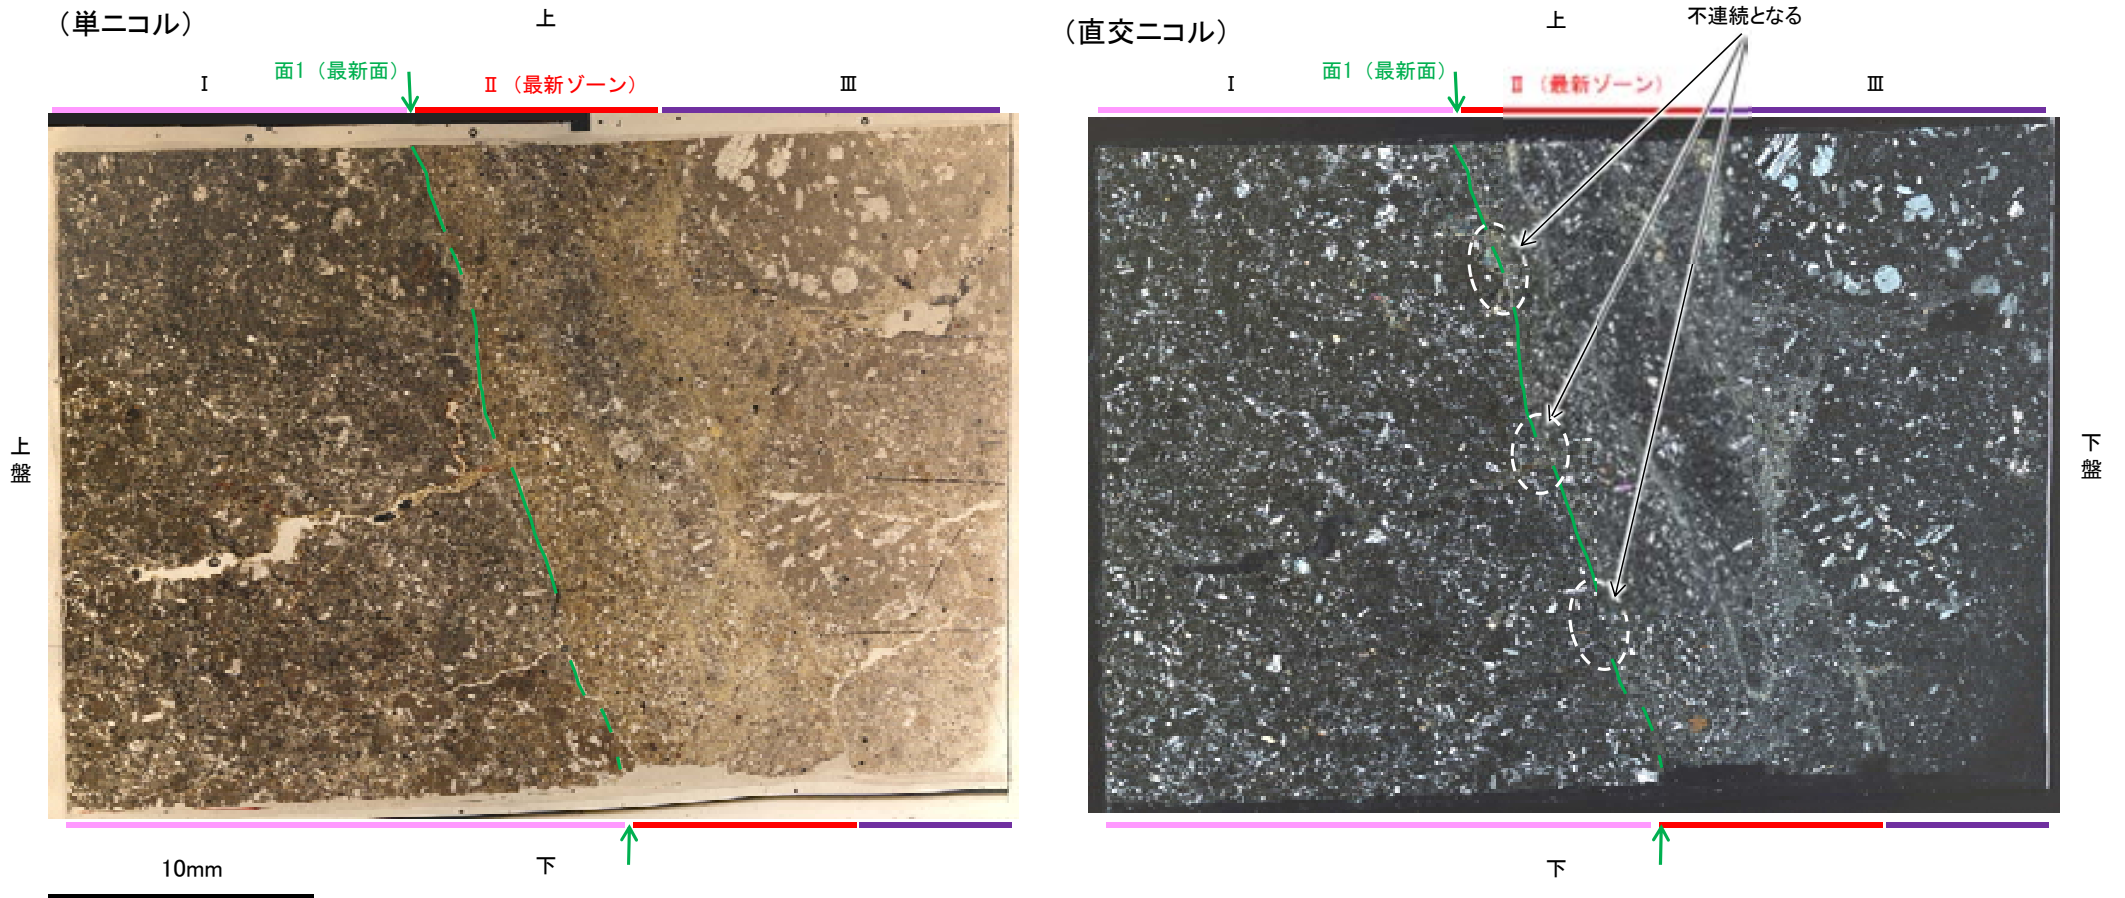 （単ニコル）
上
面1（最新面）
Ⅰ
Ⅱ（最新ゾーン）
Ⅲ
上盤
下
10mm
（直交ニコル）
上
不連続となる
面1（最新面）
Ⅰ
Ⅱ（最新ゾーン）
Ⅲ
下盤
下